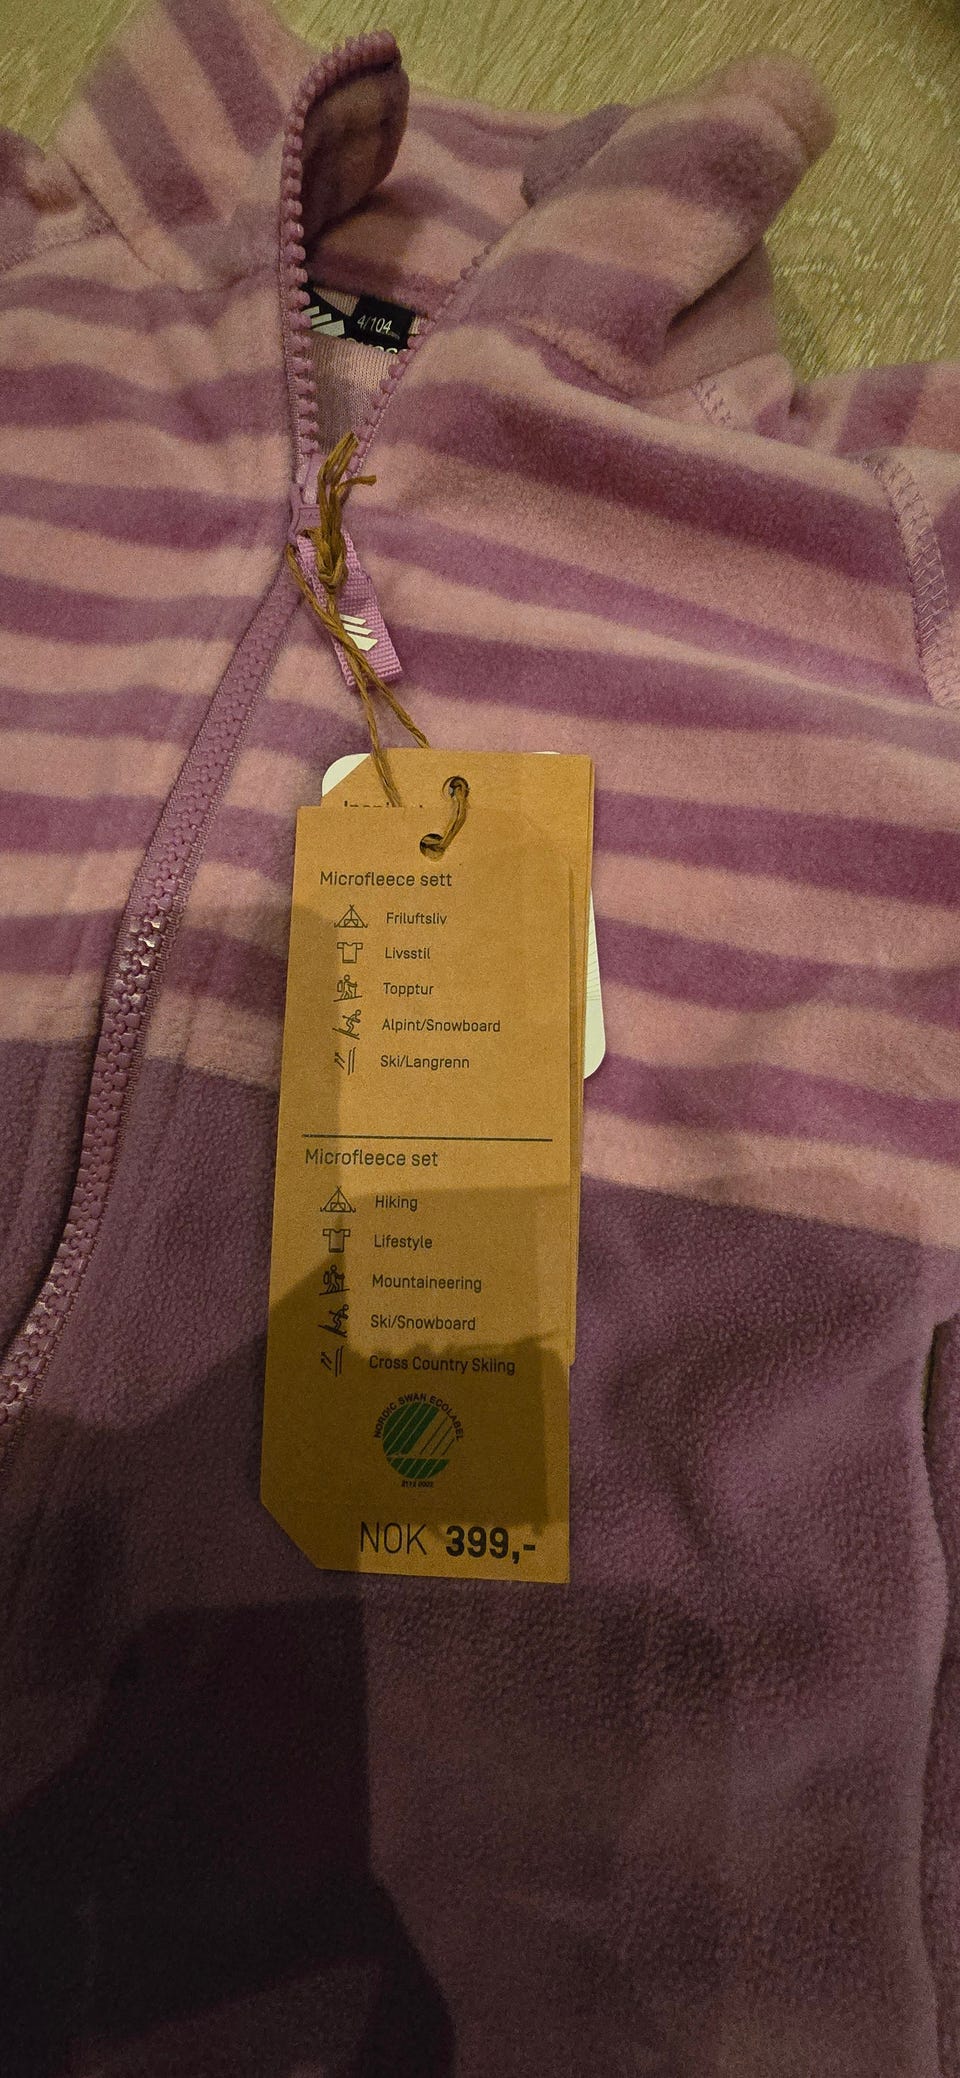 4/104
Microfleece sett
Friluftsliv
Livsstil
Topptur
Alpint/Snowboard
Ski/Langrenn
Microfleece set
Hiking
Lifestyle
Mountaineering
Ski/Snowboard
Cross Country Skiing
NORDIC SWAN ECOLABEL
NOK 399,-